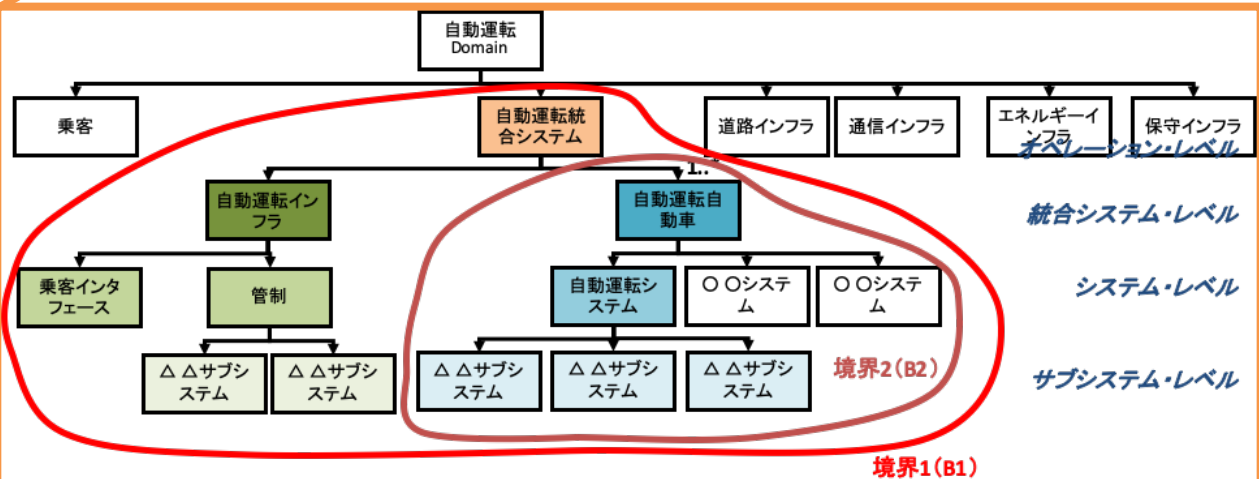 自動運転
Domain
乗客
自動運転統
合システム
道路インフラ
通信インフラ
エネルギーイ
ンフラ
保守インフラ
オペレーション・レベル
1..*
自動運転イン
フラ
自動運転自
動車
統合システム・レベル
乗客インタ
フェース
管制
自動運転シ
ステム
〇 〇システ
ム
〇 〇システ
ム
システム・レベル
△ △サブシ
ステム
△ △サブシ
ステム
△ △サブシ
ステム
△ △サブシ
ステム
△ △サブシ
ステム
境界2(B2)
サブシステム・レベル
境界1(B1)